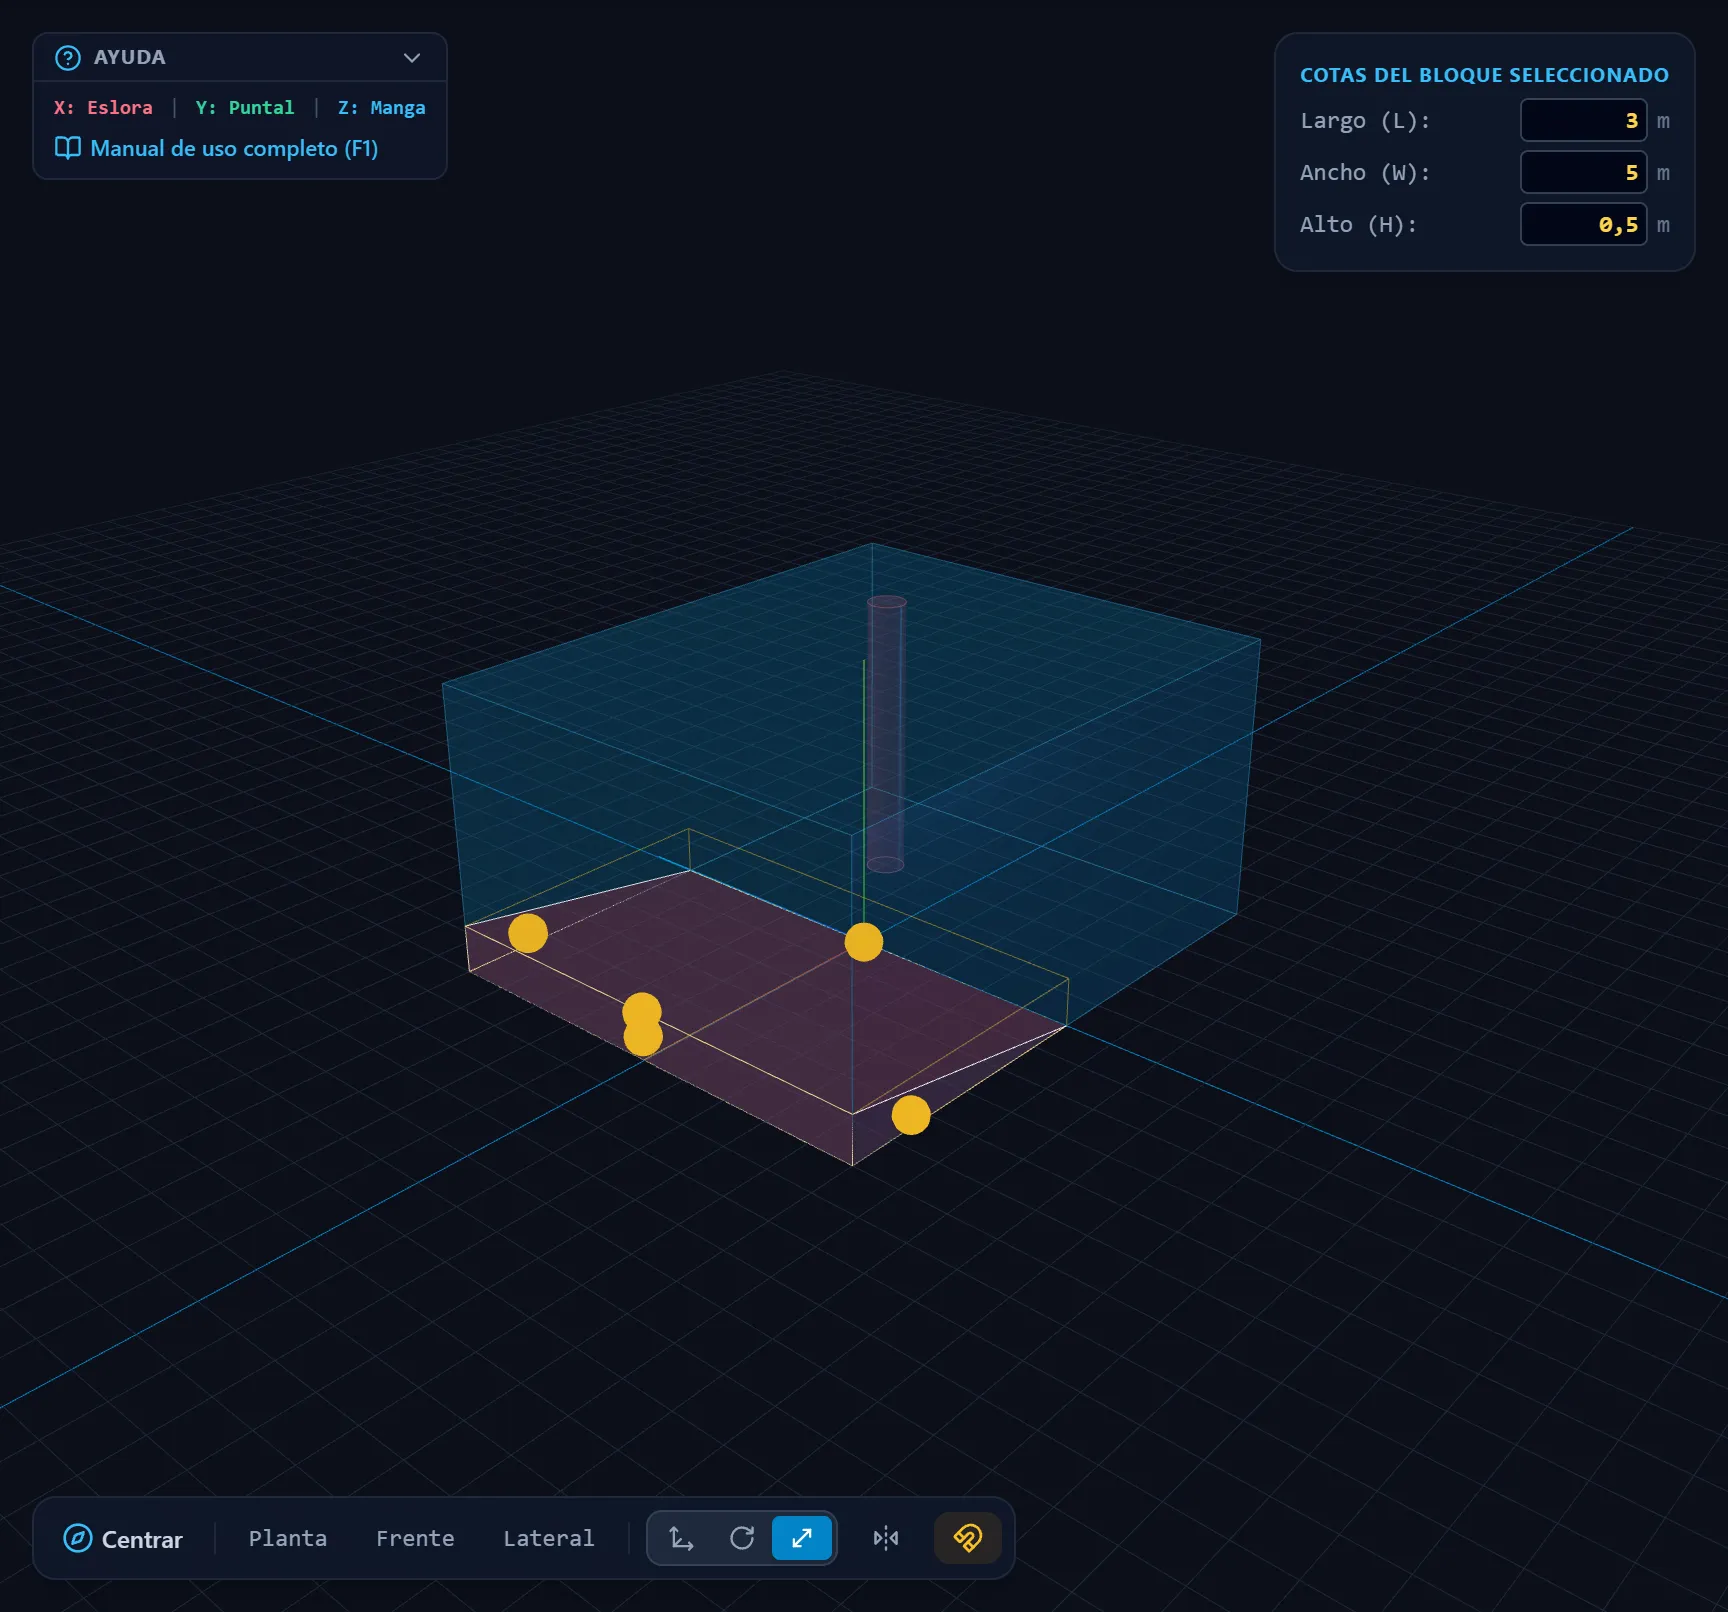 AYUDA
X: Eslora | Y: Puntal | Z: Manga
Manual de uso completo (F1)
COTAS DEL BLOQUE SELECCIONADO
Largo (L): 3 m
Ancho (W): 5 m
Alto (H): 0,5 m
Centrar Planta Frente Lateral